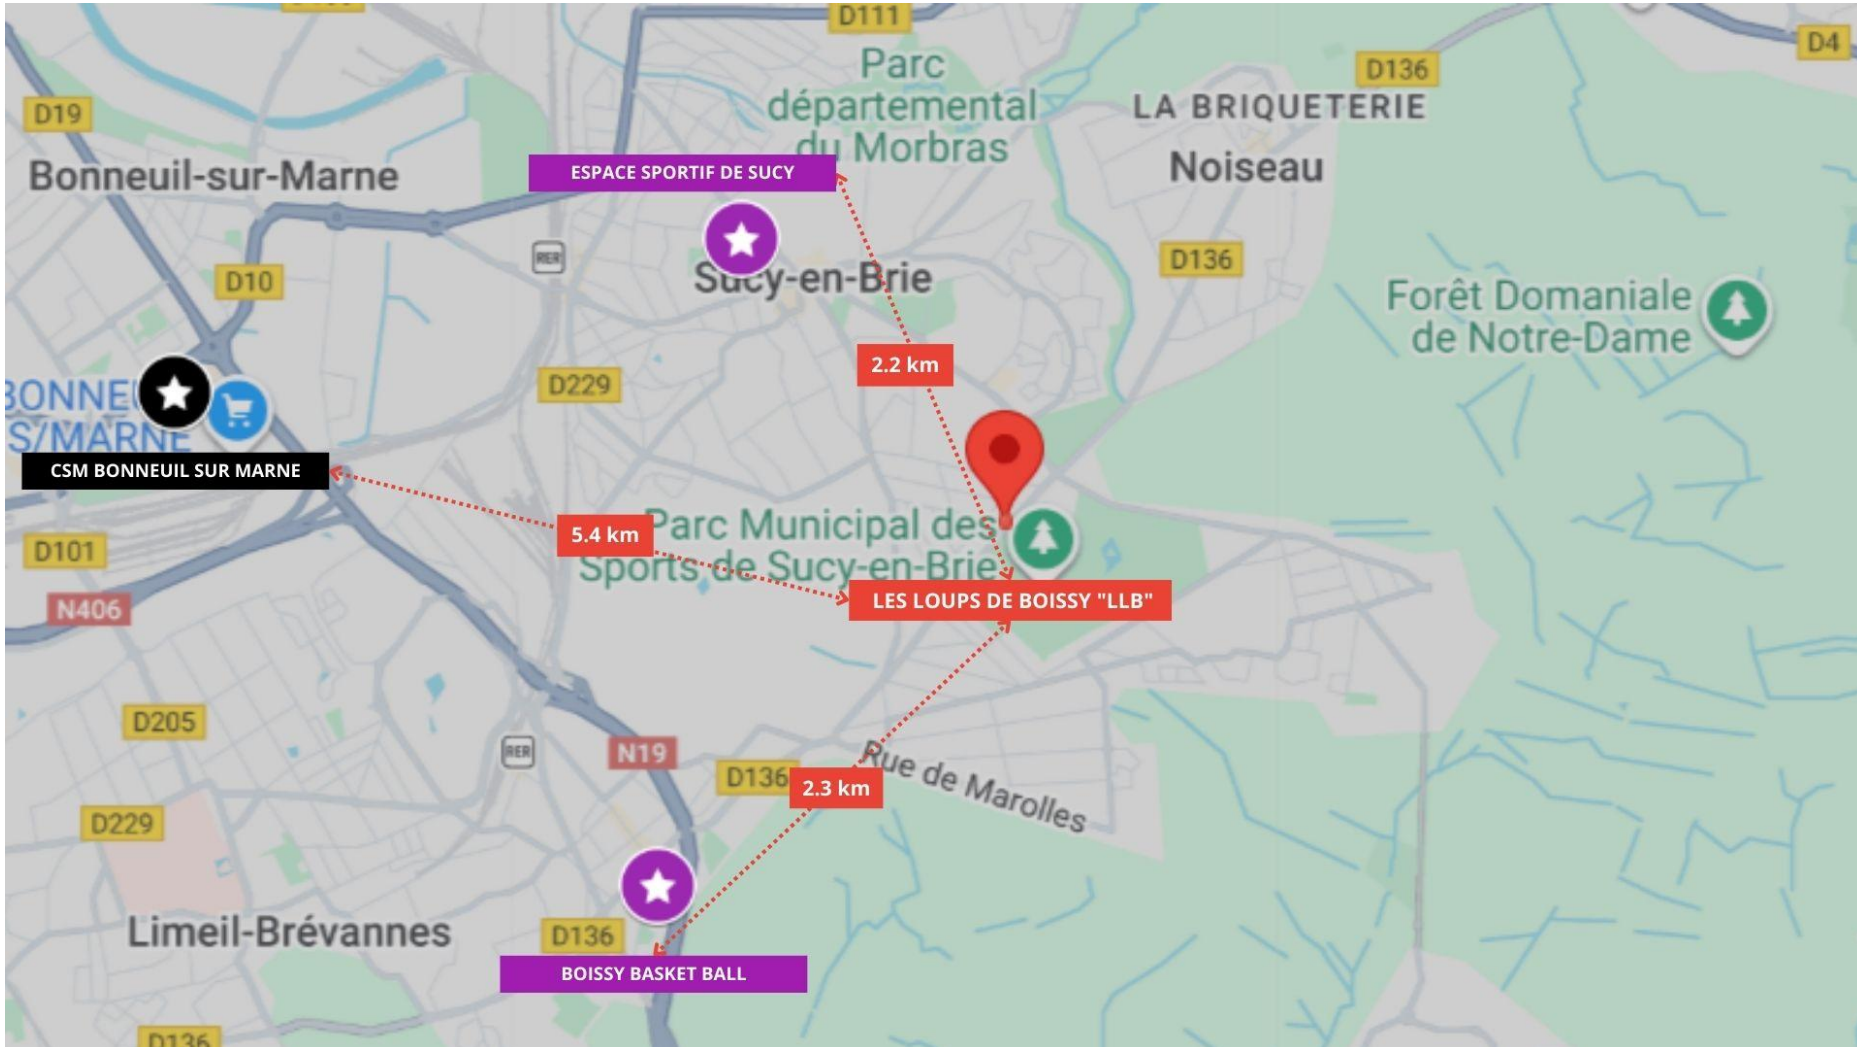 D111
D4
Parc
départemental
du Morbras
D136
LA BRIQUETERIE
D19
Bonneuil-sur-Marne
ESPACE SPORTIF DE SUCY
Noiseau
RER
D136
D10
Sucy-en-Brie
Forêt Domaniale
de Notre-Dame
2.2 km
D229
BONNEU
S/MARNE
CSM BONNEUIL SUR MARNE
5.4 km
Parc Municipal des
Sports de Sucy-en-Brie
D101
N406
LES LOUPS DE BOISSY "LLB"
D205
RER
N19
D136
2.3 km
Rue de Marolles
D229
Limeil-Brévannes
D136
BOISSY BASKET BALL
D136